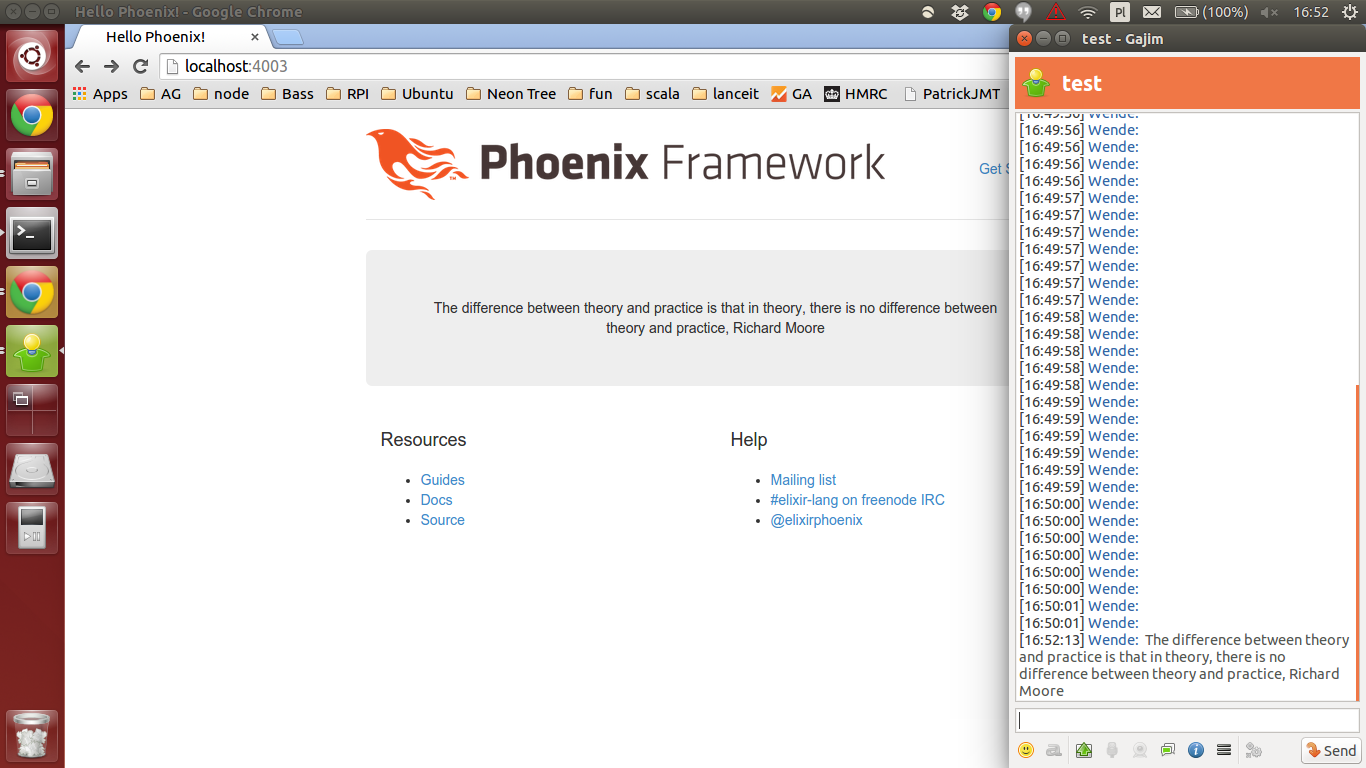 Hello Phoenix! - Google Chrome
Pl
(100%)
16:52
Hello Phoenix!
localhost:4003
Apps AG node Bass RPI Ubuntu Neon Tree fun scala lanceit GA HMRC PatrickJMT
Phoenix Framework
Get
The difference between theory and practice is that in theory, there is no difference between
theory and practice, Richard Moore
Resources
Guides
Docs
Source
Help
Mailing list
#elixir-lang on freenode IRC
@elixirphoenix
test - Gajim
test
[16:49:56] Wende:
[16:49:56] Wende:
[16:49:56] Wende:
[16:49:56] Wende:
[16:49:56] Wende:
[16:49:57] Wende:
[16:49:57] Wende:
[16:49:57] Wende:
[16:49:57] Wende:
[16:49:57] Wende:
[16:49:57] Wende:
[16:49:57] Wende:
[16:49:58] Wende:
[16:49:58] Wende:
[16:49:58] Wende:
[16:49:58] Wende:
[16:49:58] Wende:
[16:49:59] Wende:
[16:49:59] Wende:
[16:49:59] Wende:
[16:49:59] Wende:
[16:49:59] Wende:
[16:49:59] Wende:
[16:50:00] Wende:
[16:50:00] Wende:
[16:50:00] Wende:
[16:50:00] Wende:
[16:50:00] Wende:
[16:50:00] Wende:
[16:50:01] Wende:
[16:50:01] Wende:
[16:52:13] Wende: The difference between theory
and practice is that in theory, there is no
difference between theory and practice, Richard
Moore
Send